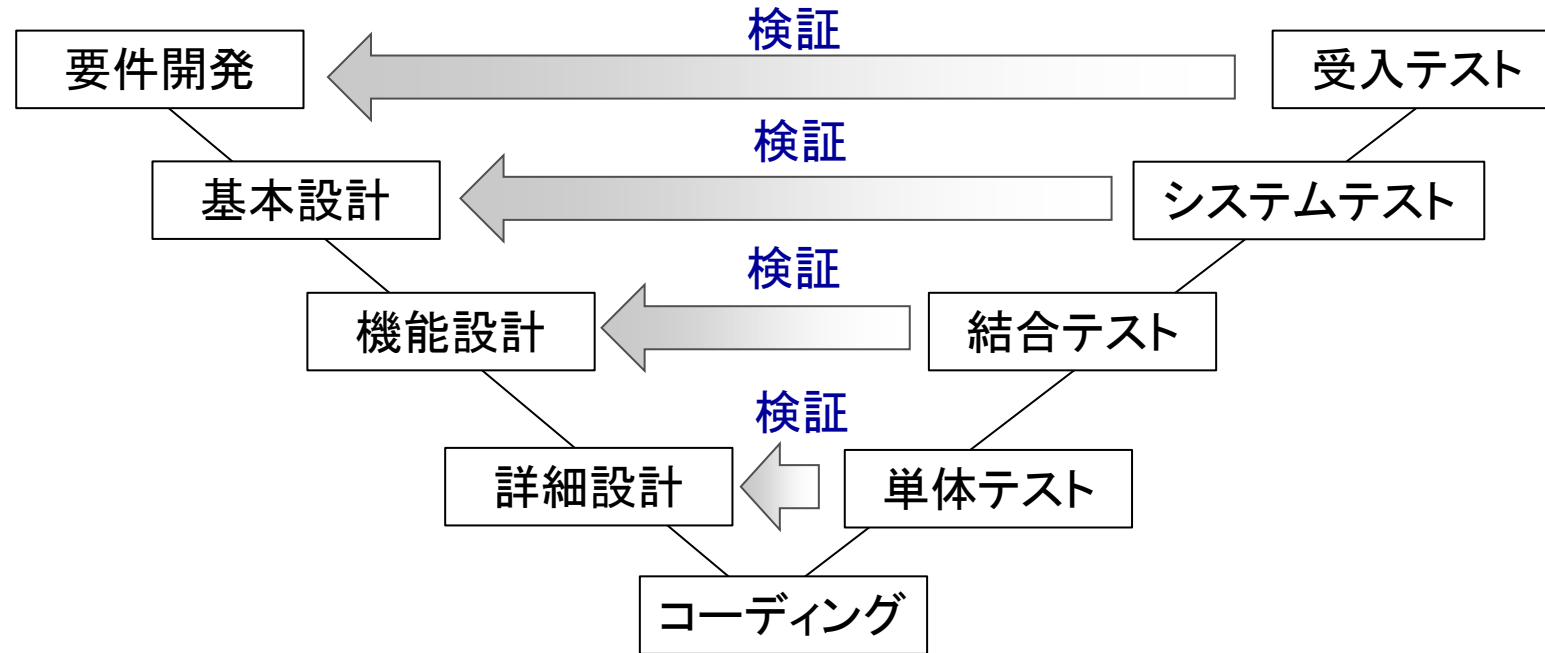 検証
要件開発
受入テスト
検証
基本設計
システムテスト
検証
機能設計
結合テスト
検証
詳細設計
単体テスト
コーディング